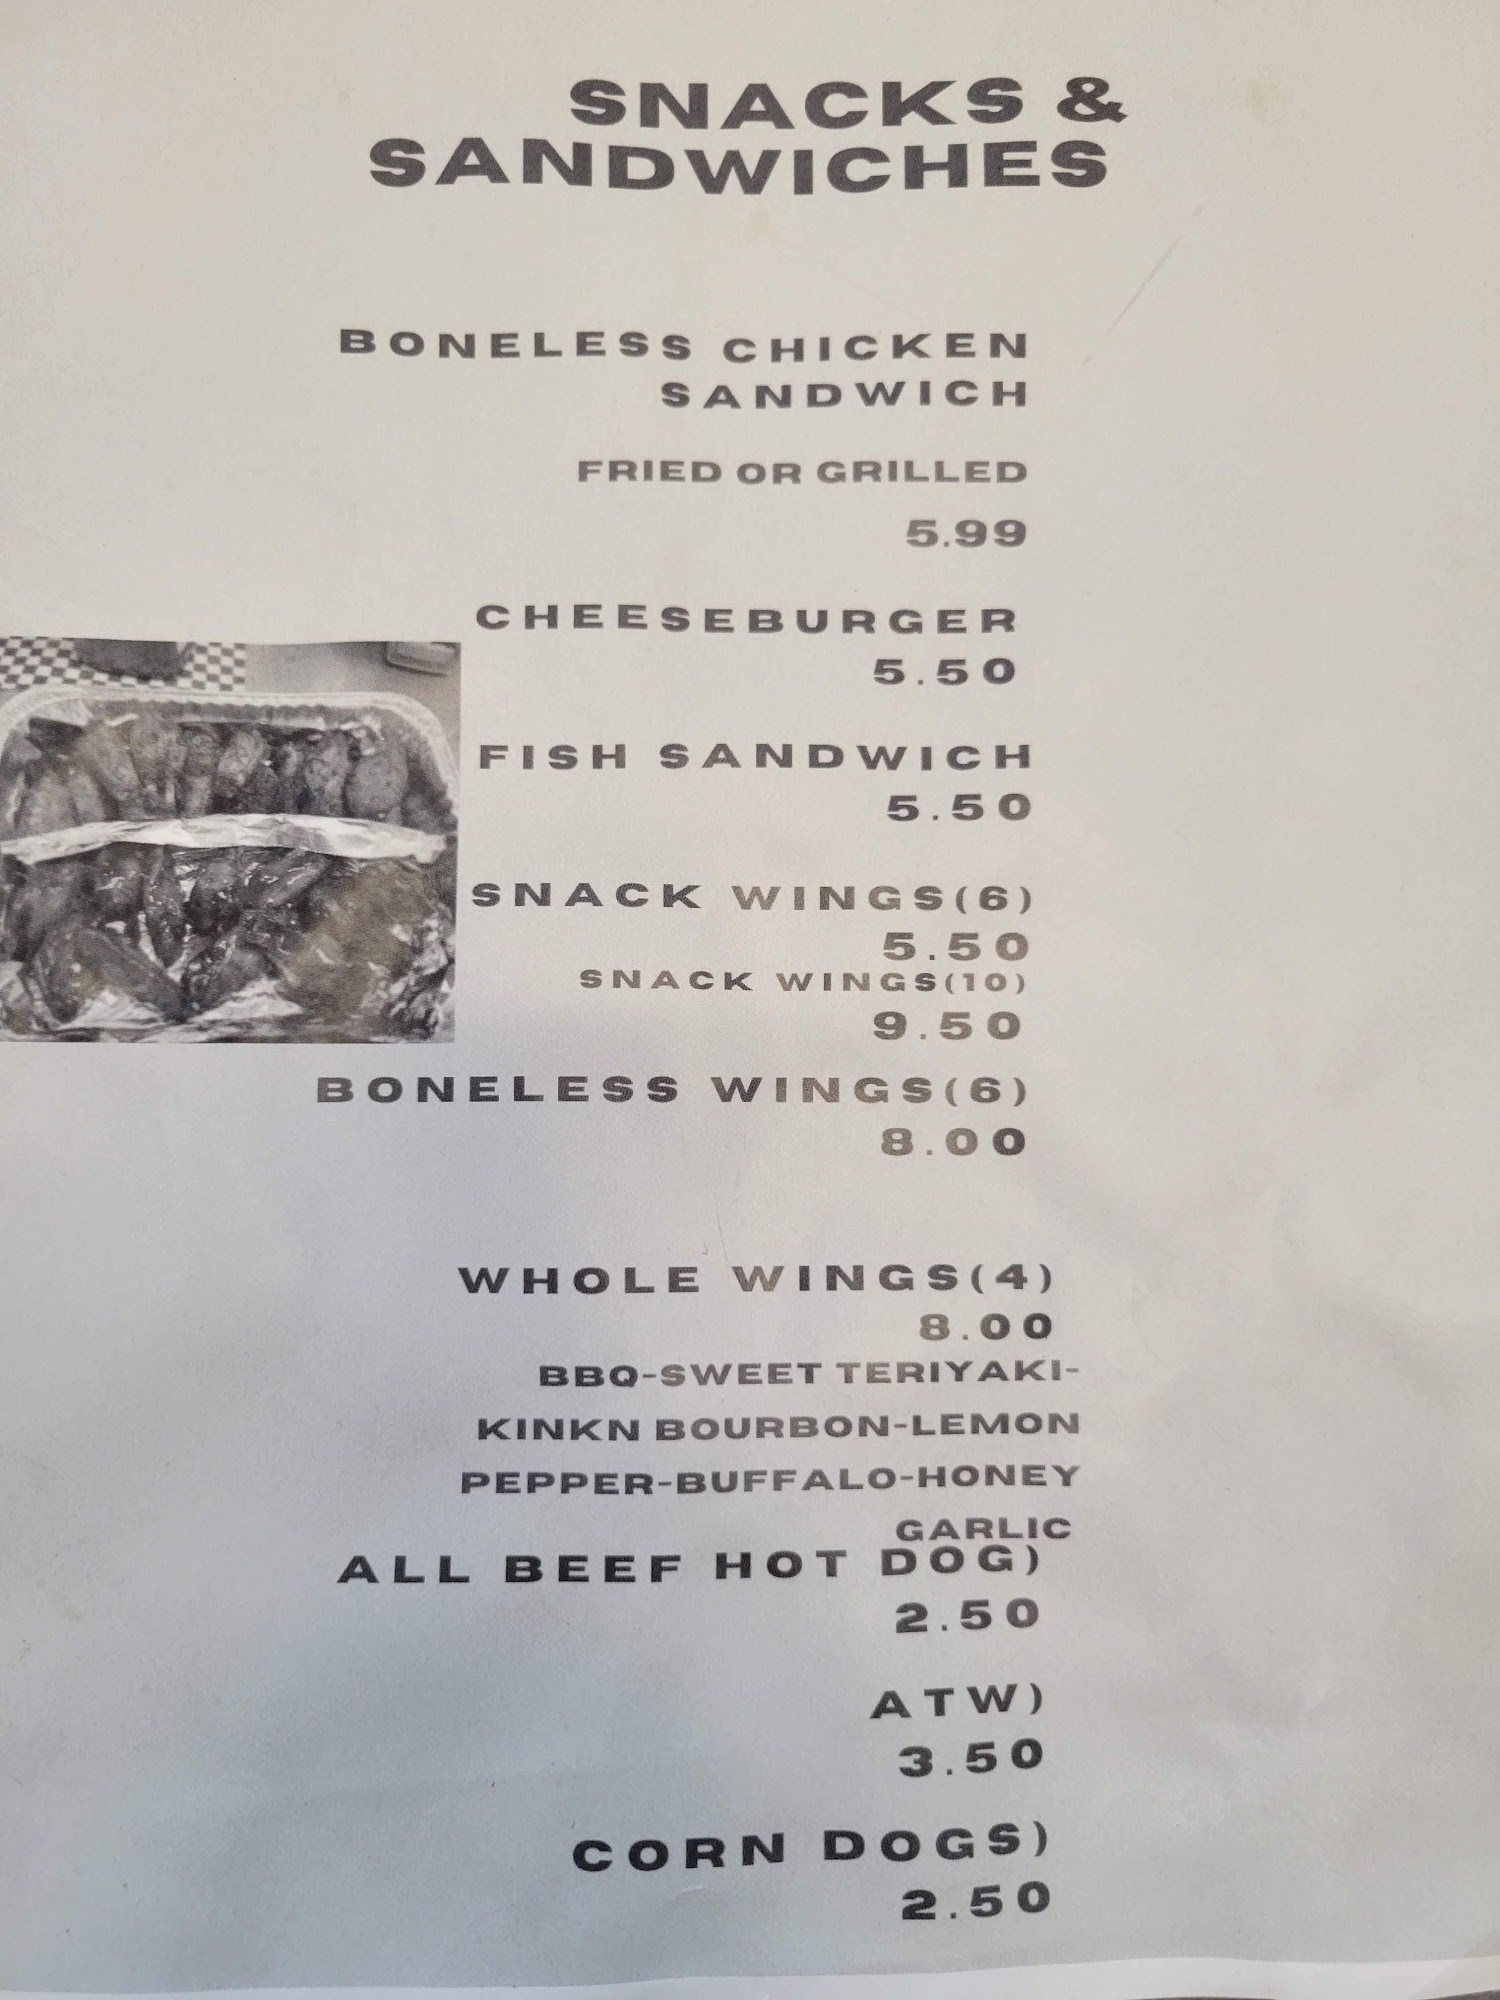 SNACKS &
SANDWICHES
BONELESS CHICKEN
SANDWICH
FRIED OR GRILLED
5.99
CHEESEBURGER
5.50
FISH SANDWICH
5.50
SNACK WINGS(6)
5.50
SNACK WINGS(10)
9.50
BONELESS WINGS(6)
8.00
WHOLE WINGS(4)
8.00
BBQ-SWEET TERIYAKI-
KINKN BOURBON-LEMON
PEPPER-BUFFALO-HONEY
GARLIC
ALL BEEF HOT DOG)
2.50
ATW)
3.50
CORN DOGS)
2.50